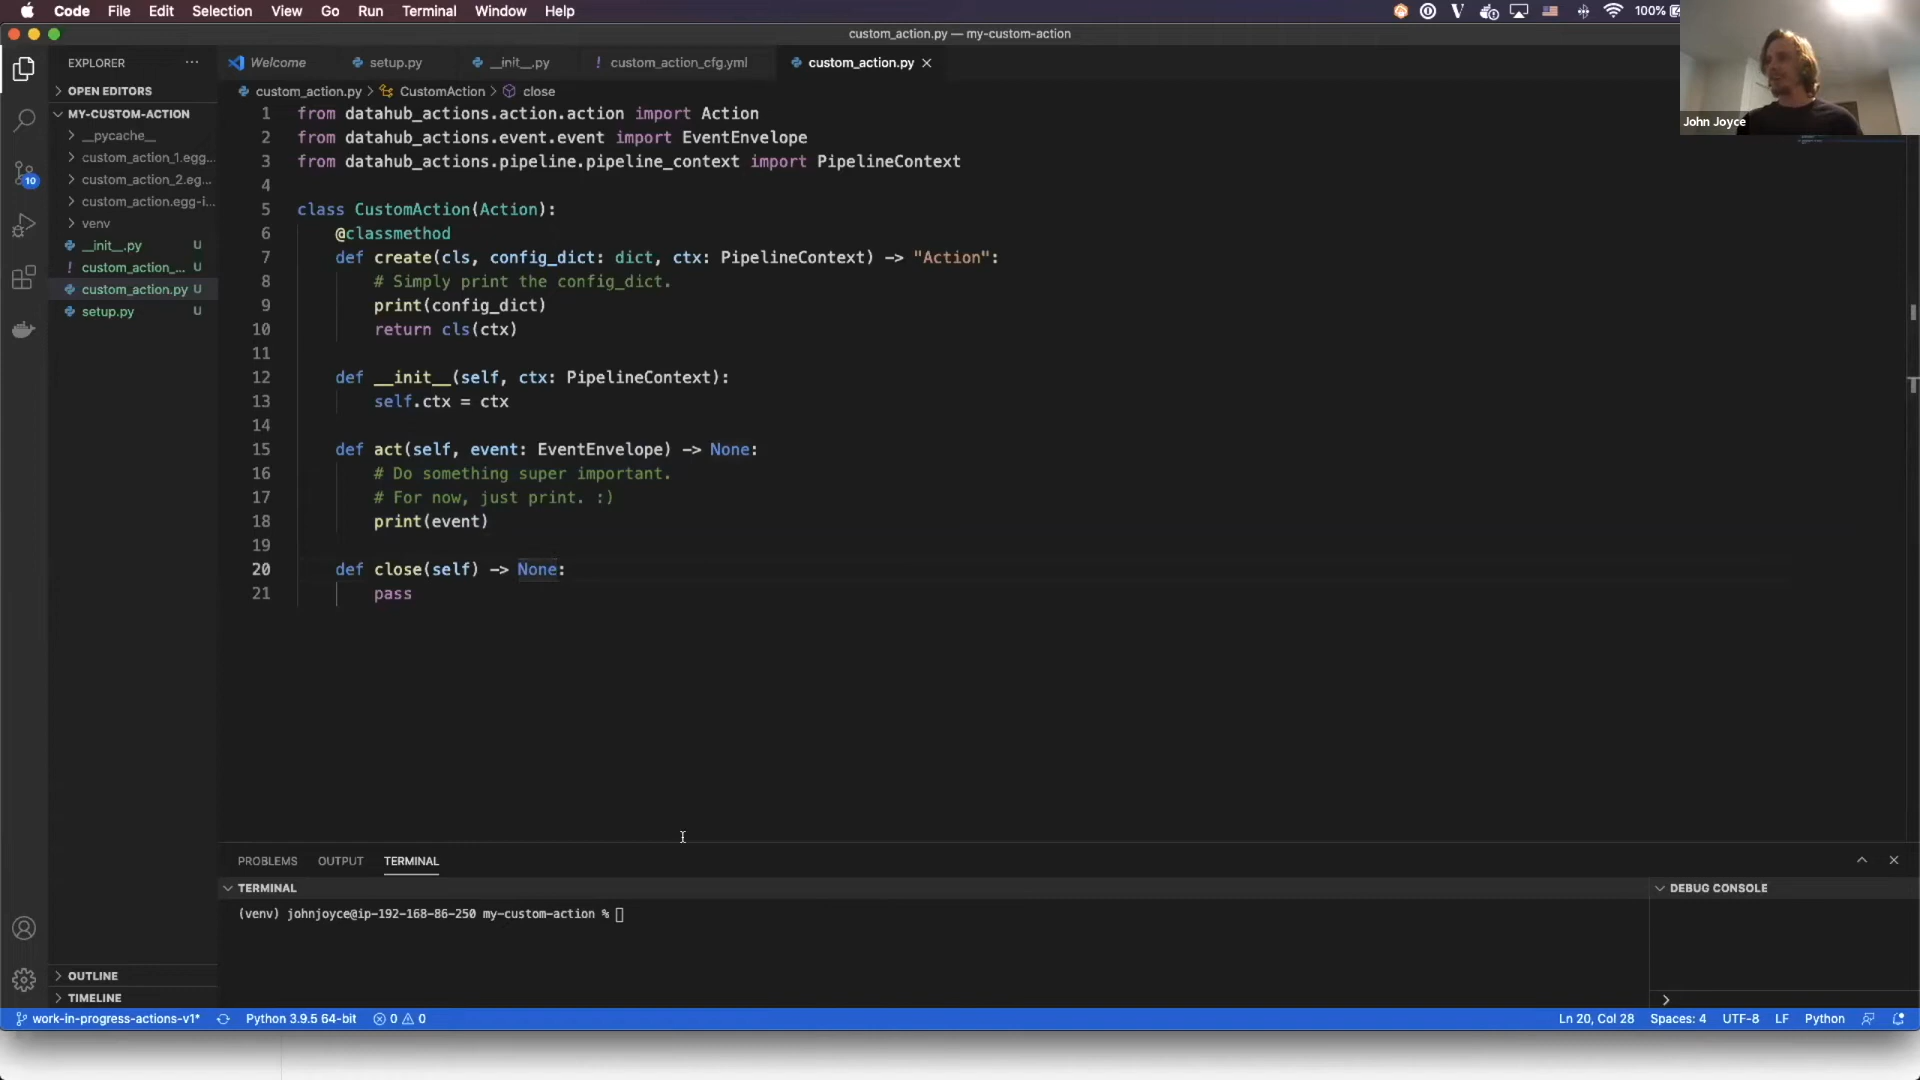 Code File Edit Selection View Go Run Terminal Window Help
100%
custom_action.py — my-custom-action
John Joyce
EXPLORER
Welcome setup.py __init__.py ! custom_action_cfg.yml custom_action.py
OPEN EDITORS
MY-CUSTOM-ACTION
__pycache__
custom_action_1.egg...
custom_action_2.eg...
custom_action.egg-i...
venv
__init__.py U
! custom_action_... U
custom_action.py U
setup.py U
10
custom_action.py > CustomAction > close
1 from datahub_actions.action.action import Action
2 from datahub_actions.event.event import EventEnvelope
3 from datahub_actions.pipeline.pipeline_context import PipelineContext
4
5 class CustomAction(Action):
6 @classmethod
7 def create(cls, config_dict: dict, ctx: PipelineContext) -> "Action":
8 # Simply print the config_dict.
9 print(config_dict)
10 return cls(ctx)
11
12 def __init__(self, ctx: PipelineContext):
13 self.ctx = ctx
14
15 def act(self, event: EventEnvelope) -> None:
16 # Do something super important.
17 # For now, just print. :)
18 print(event)
19
20 def close(self) -> None:
21 pass
PROBLEMS OUTPUT TERMINAL
TERMINAL
DEBUG CONSOLE
(venv) johnjoyce@ip-192-168-86-250 my-custom-action %
OUTLINE
TIMELINE
work-in-progress-actions-v1* Python 3.9.5 64-bit 0 0 Ln 20, Col 28 Spaces: 4 UTF-8 LF Python